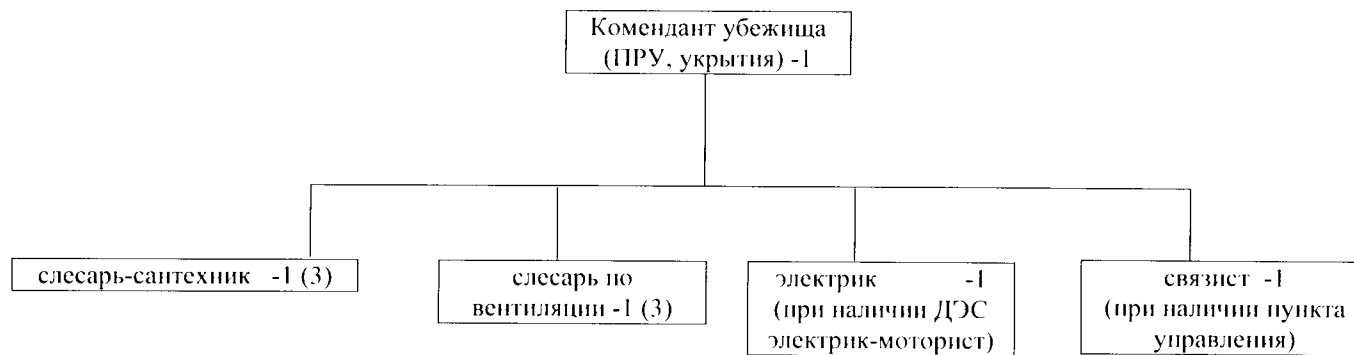 Комендант убежища
(ПРУ, укрытия) -1
слесарь-сантехник -1 (3)
слесарь по
вентиляции -1 (3)
электрик -1
(при наличии ДЭС
электрик-моторист)
связист -1
(при наличии пункта
управления)